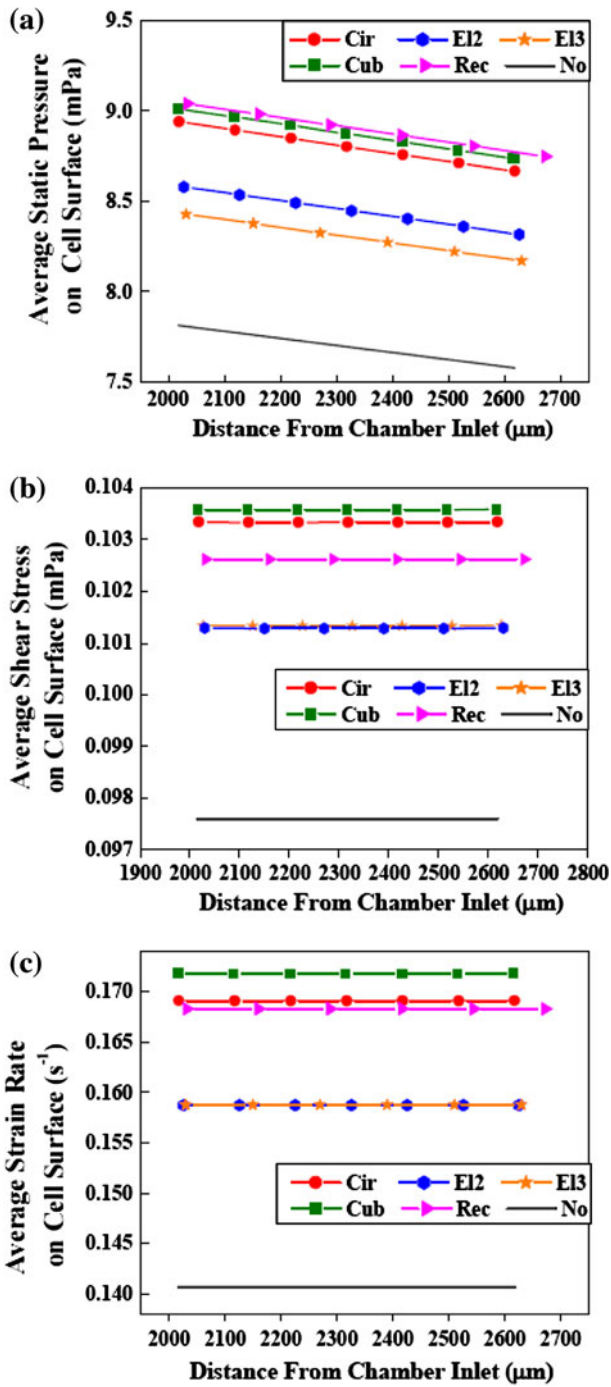 (a)
9.5
9.0
8.5
8.0
7.5
Average Static Pressure
on Cell Surface (mPa)
Cir El2 El3
Cub Rec No
2000 2100 2200 2300 2400 2500 2600 2700
Distance From Chamber Inlet (μm)
(b)
0.104
0.103
0.102
0.101
0.100
0.099
0.098
0.097
Average Shear Stress
on Cell Surface (mPa)
Cir El2 El3
Cub Rec No
1900 2000 2100 2200 2300 2400 2500 2600 2700 2800
Distance From Chamber Inlet (μm)
(c)
0.170
0.165
0.160
0.155
0.150
0.145
0.140
Average Strain Rate
on Cell Surface (s⁻¹)
Cir El2 El3
Cub Rec No
2000 2100 2200 2300 2400 2500 2600 2700
Distance From Chamber Inlet (μm)